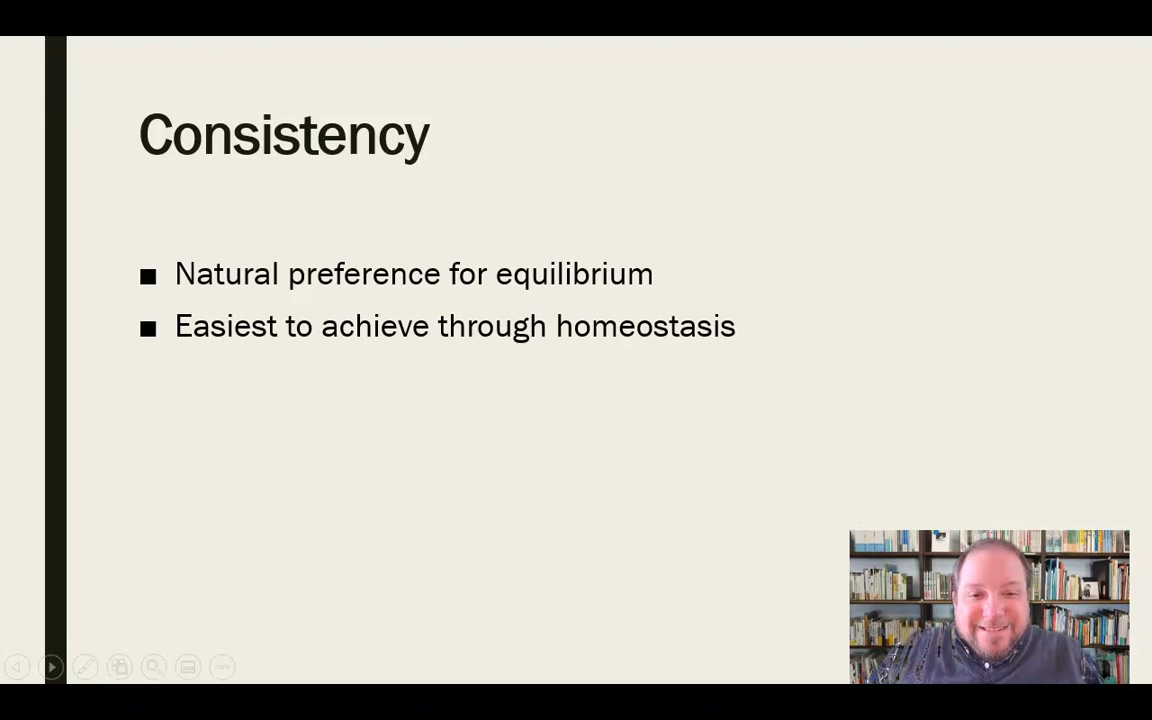 Consistency
■ Natural preference for equilibrium
■ Easiest to achieve through homeostasis